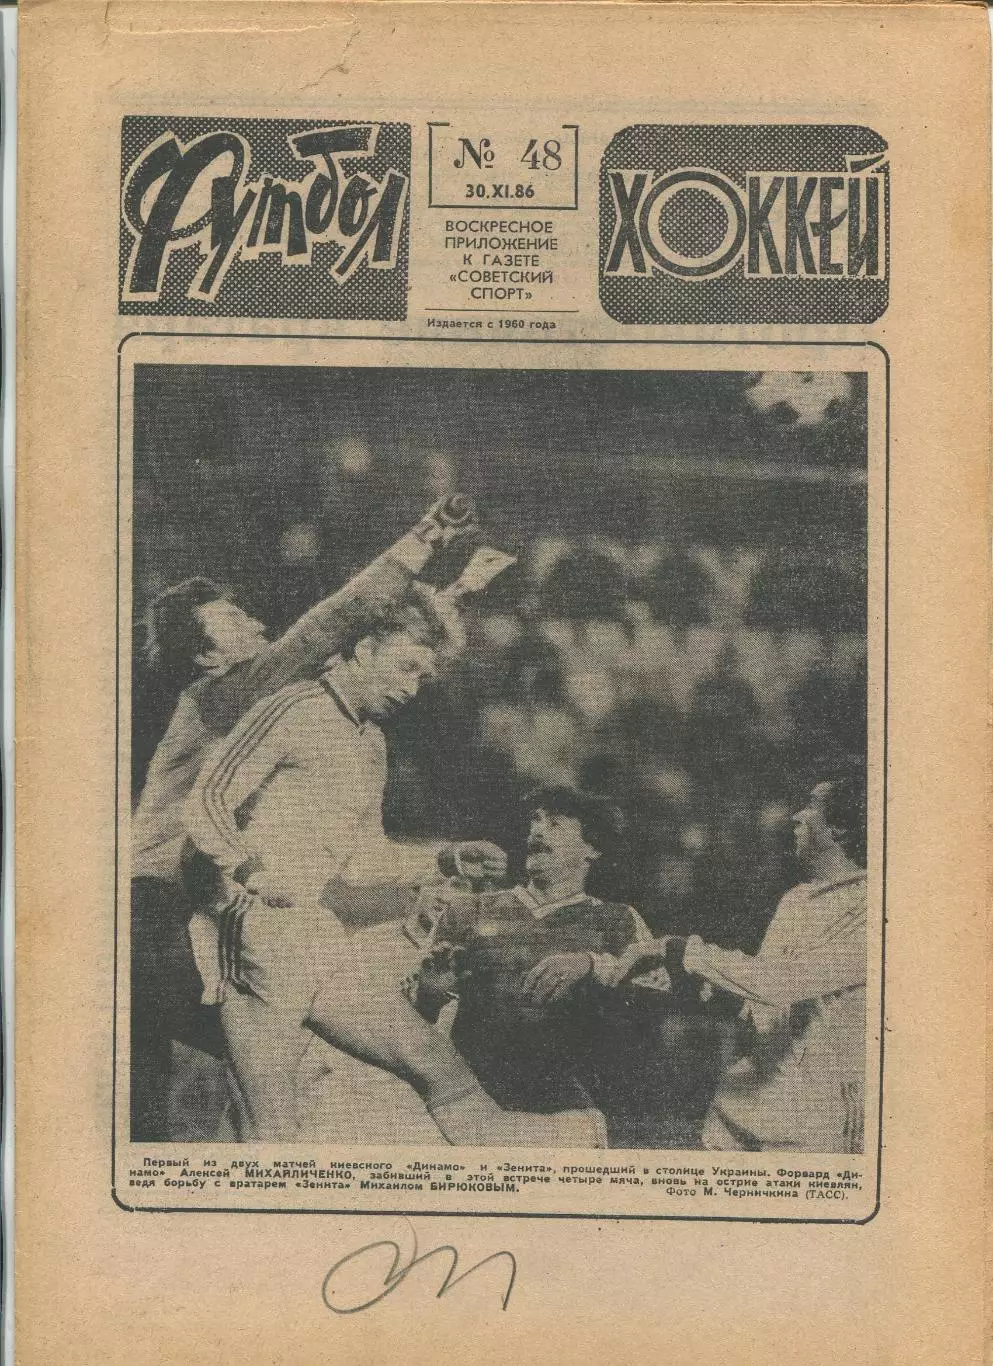 Футбол
№ 48
30.XI.86
ВОСКРЕСНОЕ
ПРИЛОЖЕНИЕ
К ГАЗЕТЕ
«СОВЕТСКИЙ
СПОРТ»
Издается с 1960 года
ХОККЕЙ
Первый из двух матчей киевского «Динамо» и «Зенита», прошедший в столице Украины. Форвард «Ди-
намо» Алексей МИХАЙЛИЧЕНКО, забивший в этой встрече четыре мяча, вновь на острие атаки киевлян,
ведя борьбу с вратарем «Зенита» Михаилом БИРЮКОВЫМ.
Фото М. Черничкина (ТАСС).